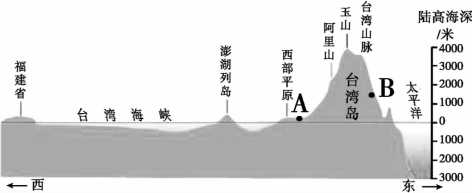 陆高海深
/米
玉山
台湾山脉
阿里山
澎湖列岛
西部平原
福建省
台湾海峡
台湾岛
太平洋
A
B
4000
3000
2000
1000
0
1000
2000
3000
西
东